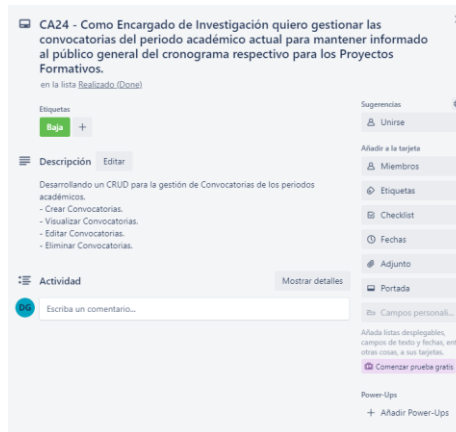 CA24 - Como Encargado de Investigación quiero gestionar las
convocatorias del periodo académico actual para mantener informado
al público general del cronograma respectivo para los Proyectos
Formativos.
en la lista Realizado (Done)
Etiquetas
Baja +
Descripción Editar
Desarrollando un CRUD para la gestión de Convocatorias de los periodos
académicos.
- Crear Convocatorias.
- Visualizar Convocatorias.
- Editar Convocatorias.
- Eliminar Convocatorias.
Actividad Mostrar detalles
DG Escriba un comentario...
Sugerencias
Unirse
Añadir a la tarjeta
Miembros
Etiquetas
Checklist
Fechas
Adjunto
Portada
Campos personali...
Añada listas desplegables,
campos de texto y fechas, ent
otras cosas, a sus tarjetas.
Comenzar prueba gratis
Power-Ups
+ Añadir Power-Ups